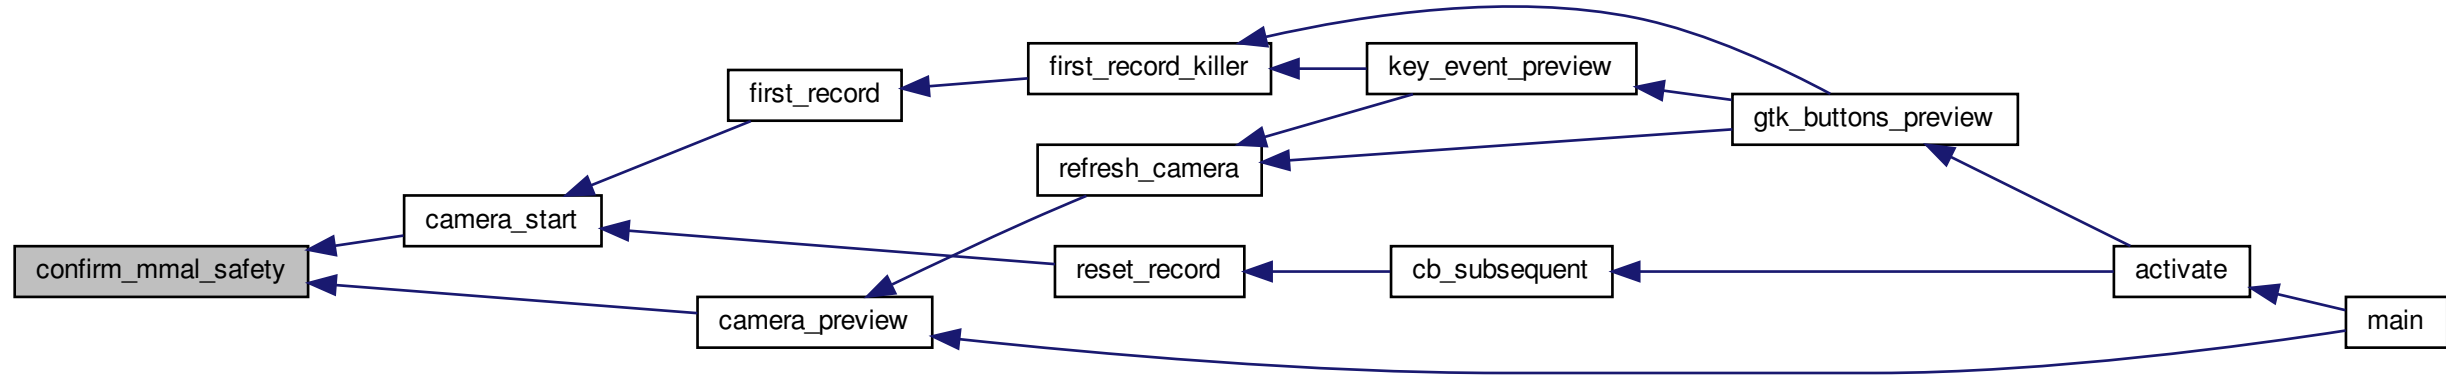 first_record_killer
key_event_preview
first_record
gtk_buttons_preview
refresh_camera
camera_start
confirm_mmal_safety
reset_record
cb_subsequent
activate
camera_preview
main